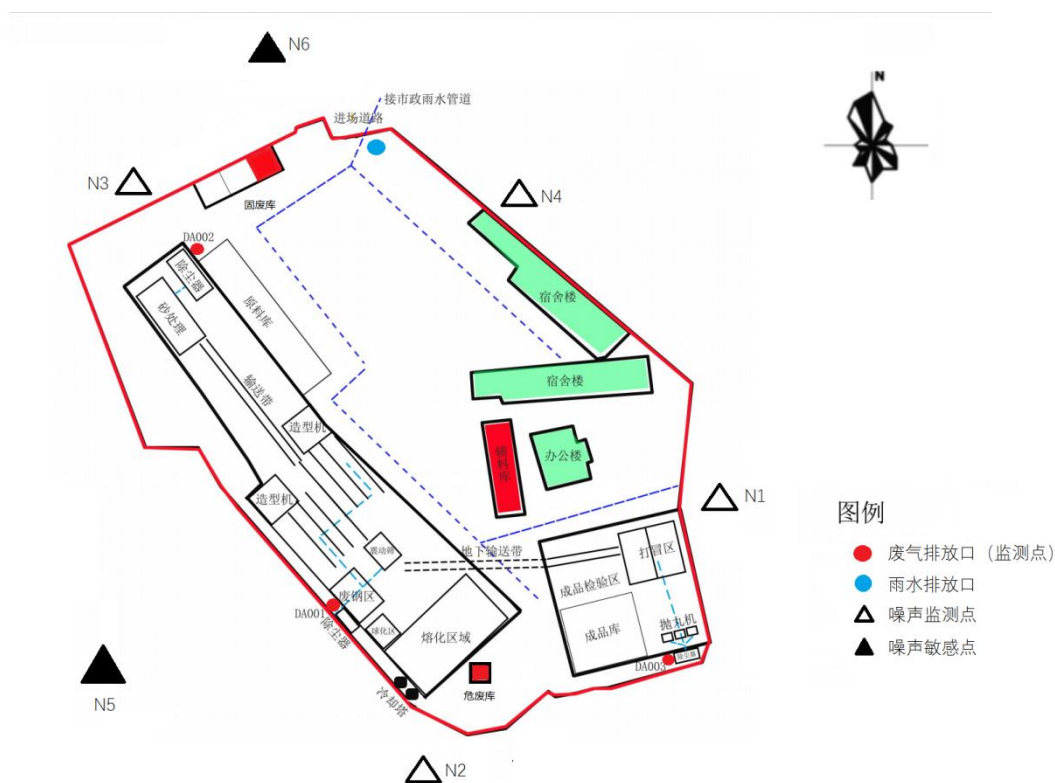 N6
N
接市政雨水管道
进场道路
N3
N4
固废库
DA002
除尘器
砂处理
原料库
宿舍楼
宿舍楼
输送带
造型机
辅料库
办公楼
造型机
N1
图例
废气排放口（监测点）
雨水排放口
噪声监测点
噪声敏感点
震动筛
地下输送带
打冒区
成品检验区
废钢区
DA001
除尘器
球化区
熔化区域
成品库
抛丸机
DA003
除尘器
危废库
冷却塔
N5
N2